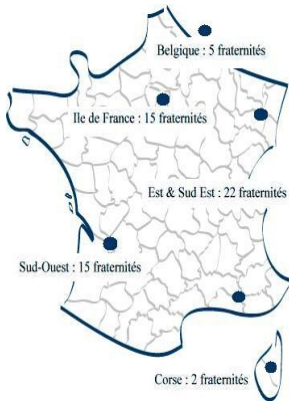 Belgique : 5 fraternités
Ile de France : 15 fraternités
Est & Sud Est : 22 fraternités
Sud-Ouest : 15 fraternités
Corse : 2 fraternités